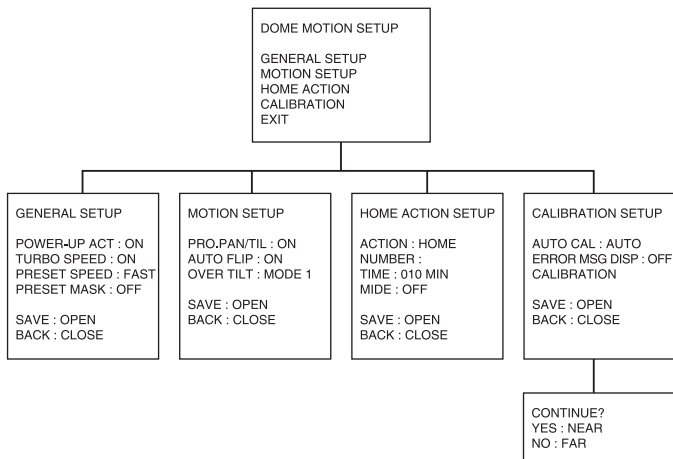 DOME MOTION SETUP
GENERAL SETUP
MOTION SETUP
HOME ACTION
CALIBRATION
EXIT
GENERAL SETUP
POWER-UP ACT : ON
TURBO SPEED : ON
PRESET SPEED : FAST
PRESET MASK : OFF
SAVE : OPEN
BACK : CLOSE
MOTION SETUP
PRO.PAN/TIL : ON
AUTO FLIP : ON
OVER TILT : MODE 1
SAVE : OPEN
BACK : CLOSE
HOME ACTION SETUP
ACTION : HOME
NUMBER :
TIME : 010 MIN
MIDE : OFF
SAVE : OPEN
BACK : CLOSE
CALIBRATION SETUP
AUTO CAL : AUTO
ERROR MSG DISP : OFF
CALIBRATION
SAVE : OPEN
BACK : CLOSE
CONTINUE?
YES : NEAR
NO : FAR